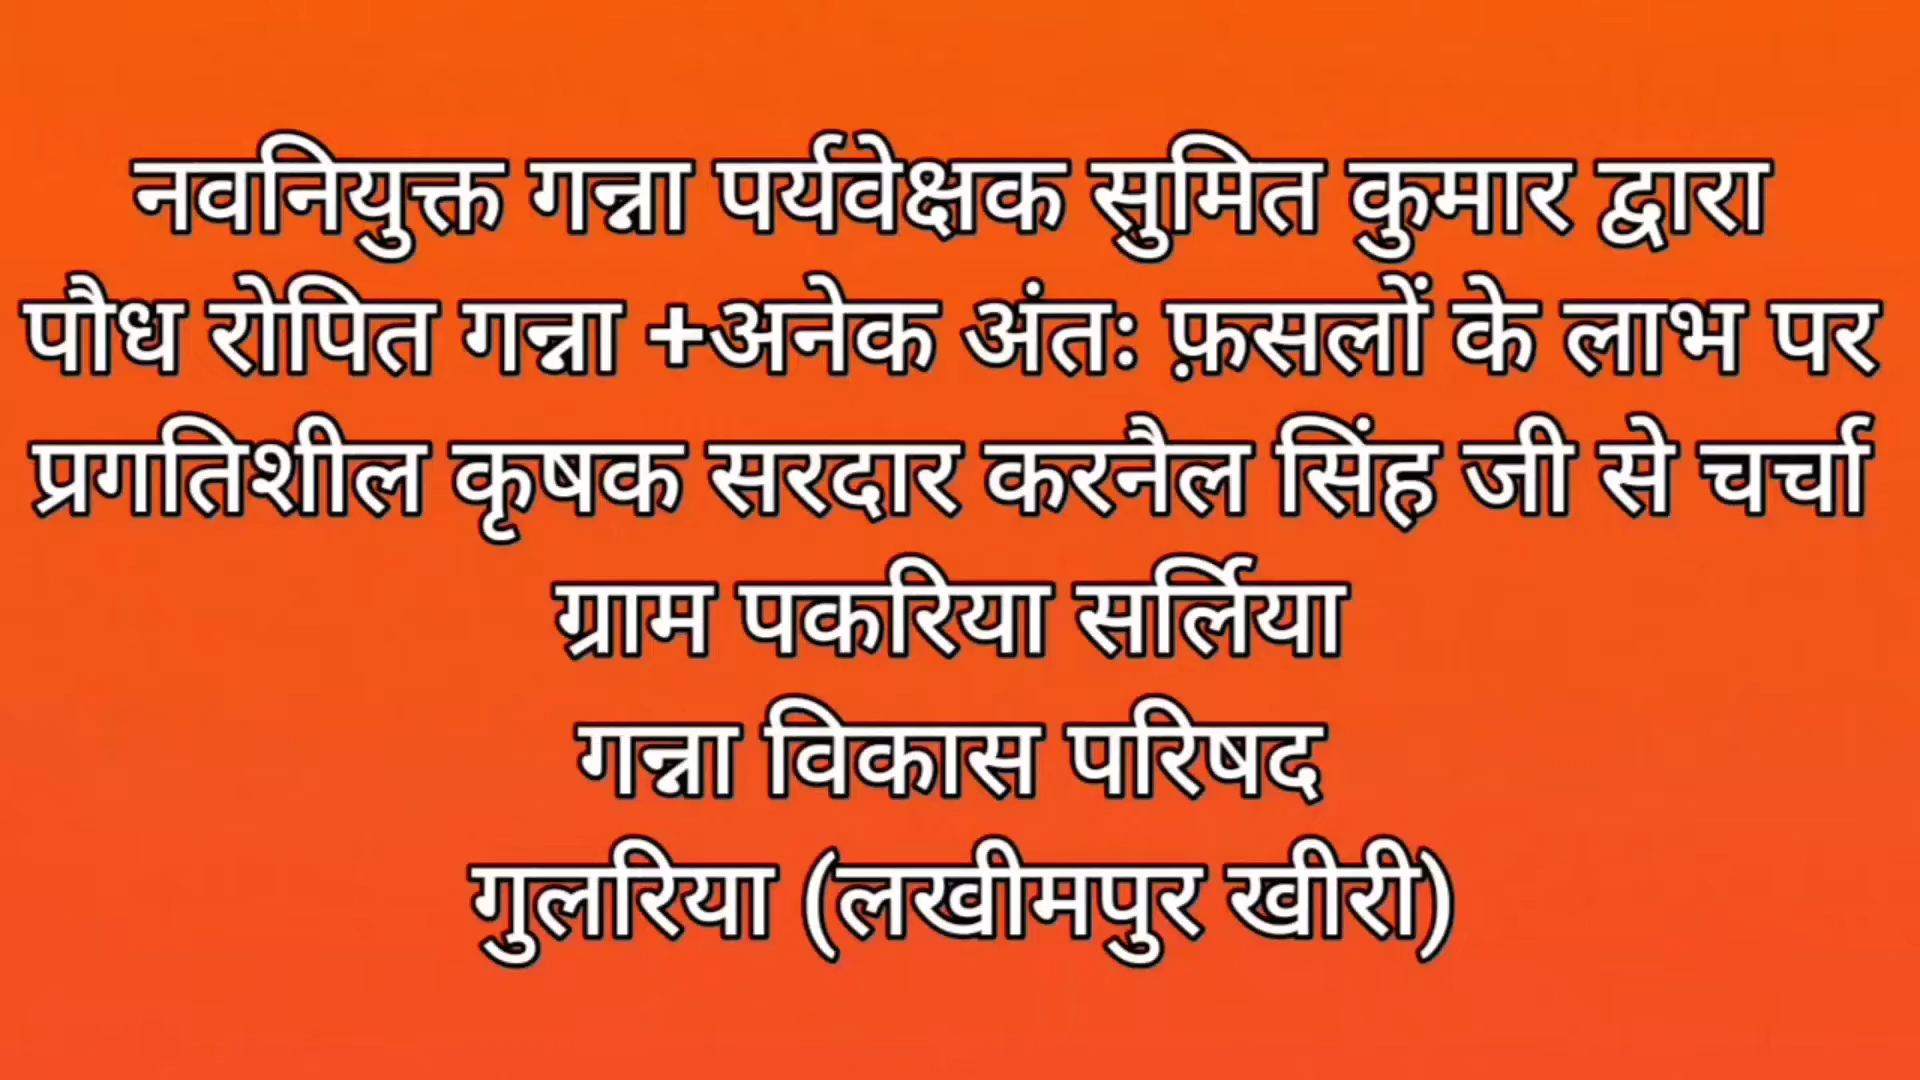 नवनियुक्त गन्ना पर्यवेक्षक सुमित कुमार द्वारा
पौध रोपित गन्ना +अनेक अंतः फ़सलों के लाभ पर
प्रगतिशील कृषक सरदार करनैल सिंह जी से चर्चा
ग्राम पकरिया सर्लिया
गन्ना विकास परिषद
गुलरिया (लखीमपुर खीरी)